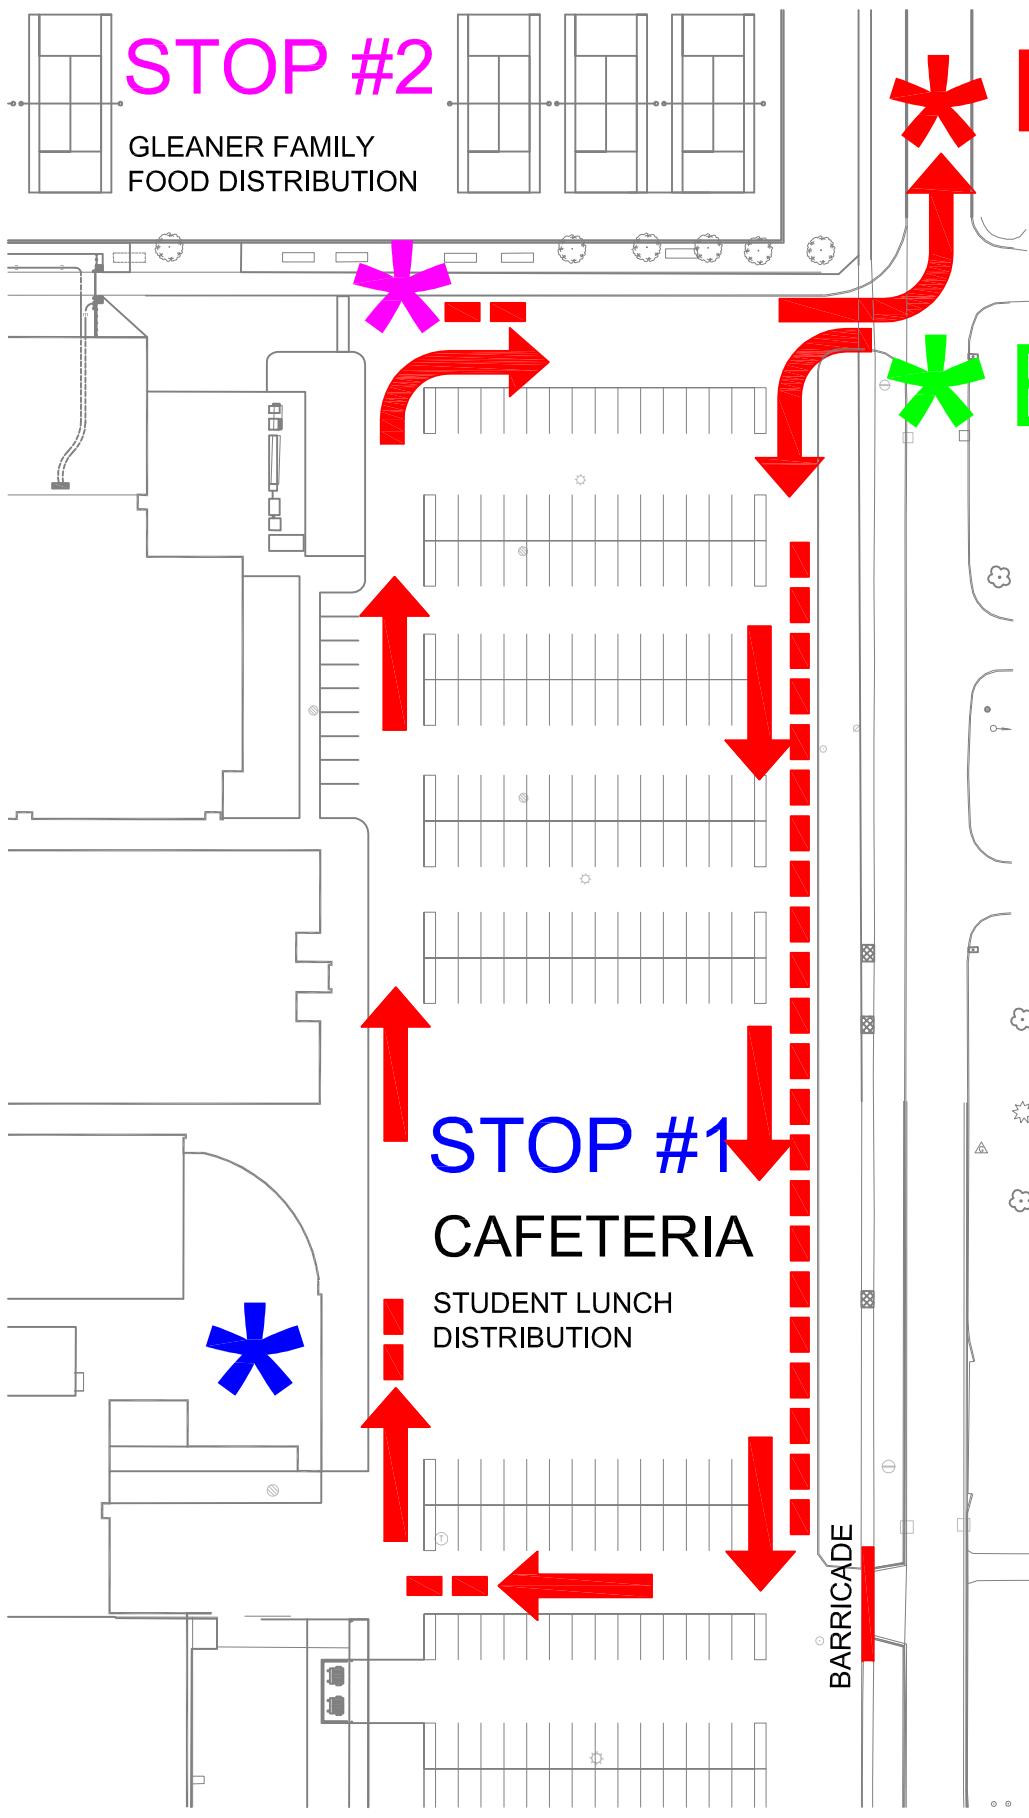 STOP #2
GLEANER FAMILY
FOOD DISTRIBUTION
STOP #1
CAFETERIA
STUDENT LUNCH
DISTRIBUTION
BARRICADE